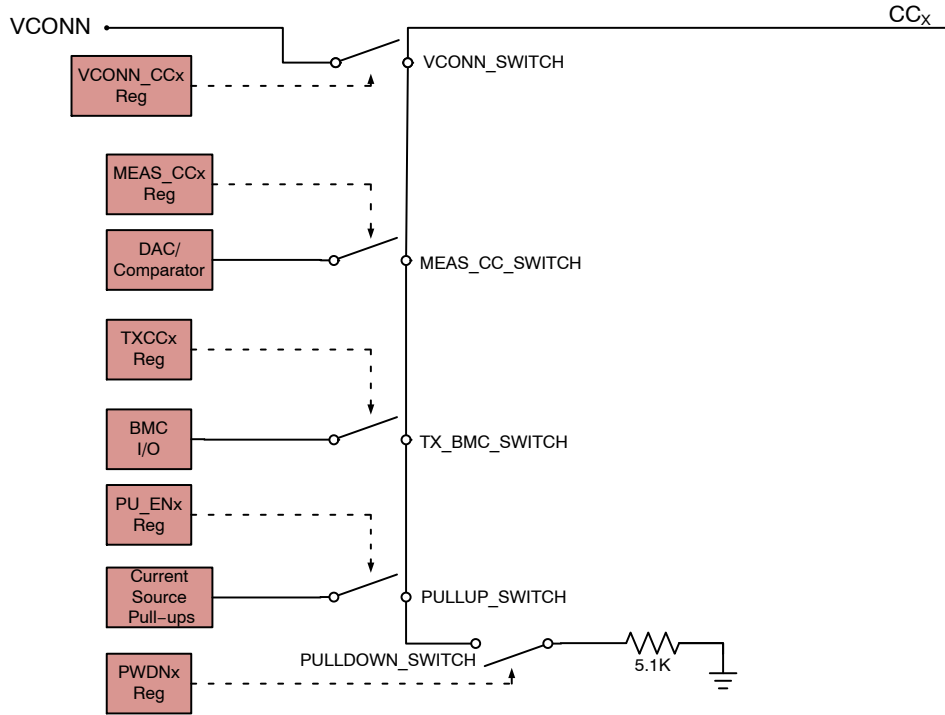 VCONN
CCX
VCONN_CCx
Reg
VCONN_SWITCH
MEAS_CCx
Reg
DAC/
Comparator
MEAS_CC_SWITCH
TXCCx
Reg
BMC
I/O
TX_BMC_SWITCH
PU_ENx
Reg
Current
Source
Pull−ups
PULLUP_SWITCH
PULLDOWN_SWITCH
5.1K
PWDNx
Reg